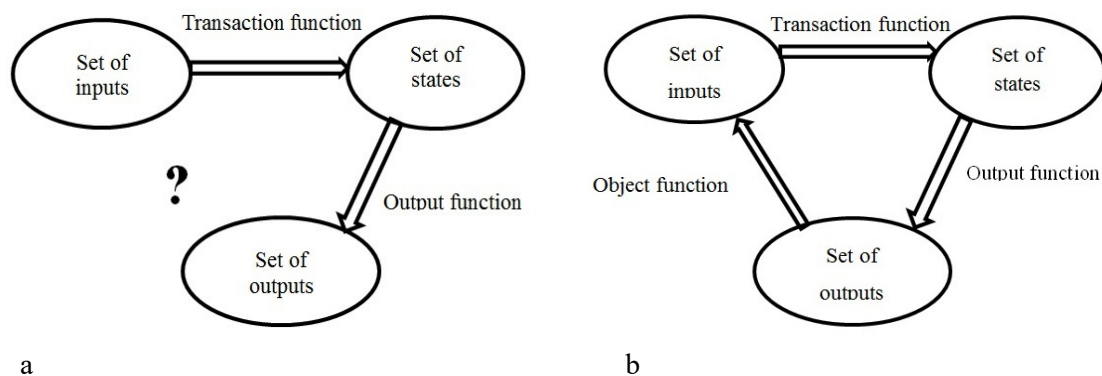 Transaction function
Set of
inputs
Set of
states
?
Output function
Set of
outputs
a
Transaction function
Set of
inputs
Set of
states
Object function
Output function
Set of
outputs
b